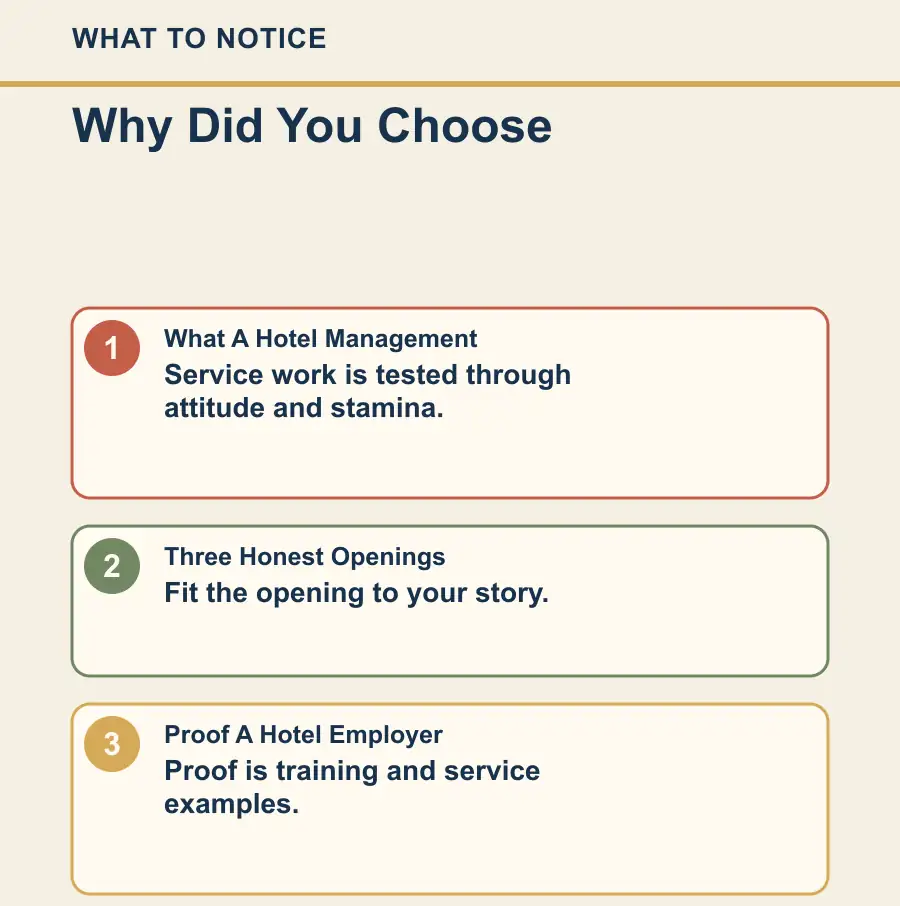 WHAT TO NOTICE
Why Did You Choose
1
What A Hotel Management
Service work is tested through
attitude and stamina.
2
Three Honest Openings
Fit the opening to your story.
3
Proof A Hotel Employer
Proof is training and service
examples.